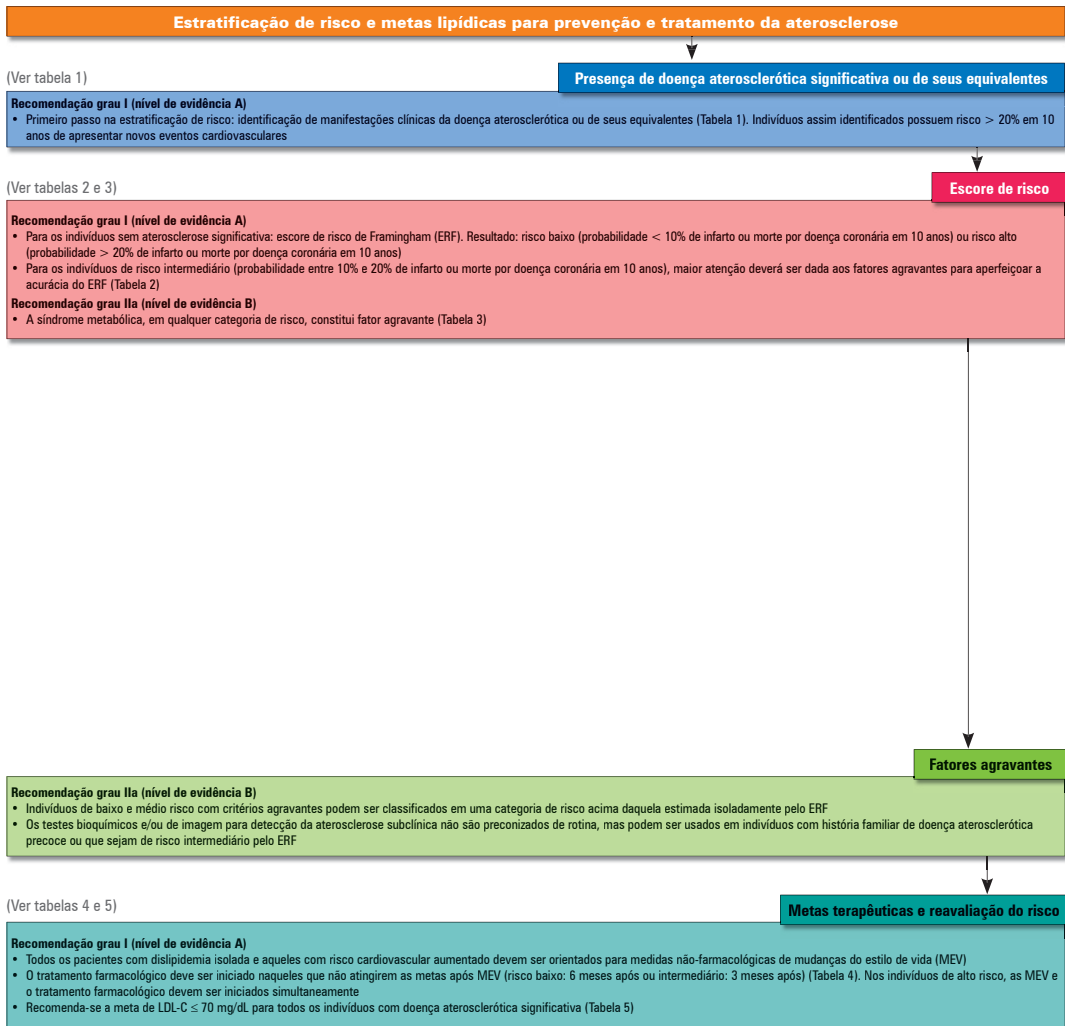 Estratificação de risco e metas lipídicas para prevenção e tratamento da aterosclerose
(Ver tabela 1)
Presença de doença aterosclerótica significativa ou de seus equivalentes
Recomendação grau I (nível de evidência A)
• Primeiro passo na estratificação de risco: identificação de manifestações clínicas da doença aterosclerótica ou de seus equivalentes (Tabela 1). Indivíduos assim identificados possuem risco > 20% em 10
anos de apresentar novos eventos cardiovasculares
(Ver tabelas 2 e 3)
Escore de risco
Recomendação grau I (nível de evidência A)
• Para os indivíduos sem aterosclerose significativa: escore de risco de Framingham (ERF). Resultado: risco baixo (probabilidade < 10% de infarto ou morte por doença coronária em 10 anos) ou risco alto
(probabilidade > 20% de infarto ou morte por doença coronária em 10 anos)
• Para os indivíduos de risco intermediário (probabilidade entre 10% e 20% de infarto ou morte por doença coronária em 10 anos), maior atenção deverá ser dada aos fatores agravantes para aperfeiçoar a
acurácia do ERF (Tabela 2)
Recomendação grau IIa (nível de evidência B)
• A síndrome metabólica, em qualquer categoria de risco, constitui fator agravante (Tabela 3)
Fatores agravantes
Recomendação grau IIa (nível de evidência B)
• Indivíduos de baixo e médio risco com critérios agravantes podem ser classificados em uma categoria de risco acima daquela estimada isoladamente pelo ERF
• Os testes bioquímicos e/ou de imagem para detecção da aterosclerose subclínica não são preconizados de rotina, mas podem ser usados em indivíduos com história familiar de doença aterosclerótica
precoce ou que sejam de risco intermediário pelo ERF
(Ver tabelas 4 e 5)
Metas terapêuticas e reavaliação do risco
Recomendação grau I (nível de evidência A)
• Todos os pacientes com dislipidemia isolada e aqueles com risco cardiovascular aumentado devem ser orientados para medidas não-farmacológicas de mudanças do estilo de vida (MEV)
• O tratamento farmacológico deve ser iniciado naqueles que não atingirem as metas após MEV (risco baixo: 6 meses após ou intermediário: 3 meses após) (Tabela 4). Nos indivíduos de alto risco, as MEV e
o tratamento farmacológico devem ser iniciados simultaneamente
• Recomenda-se a meta de LDL-C ≤ 70 mg/dL para todos os indivíduos com doença aterosclerótica significativa (Tabela 5)